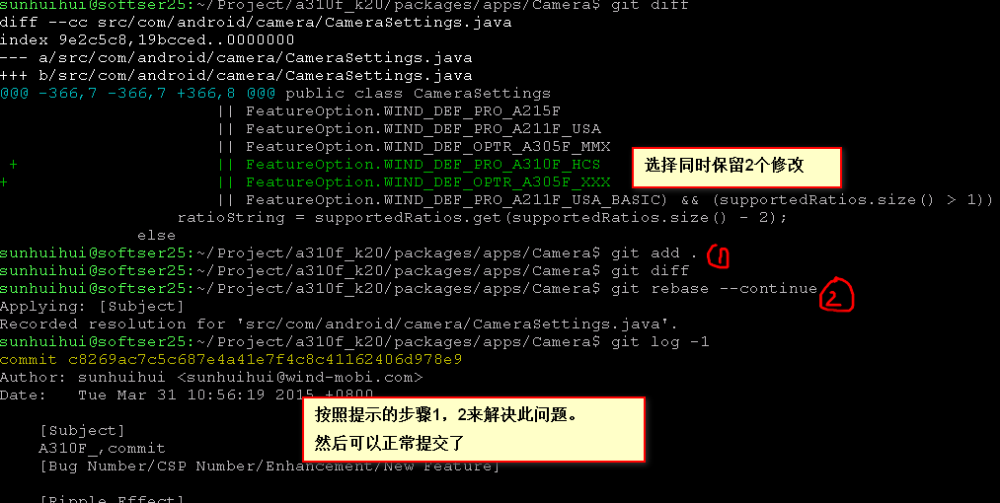 sunhuihui@softser25:~/Project/a310f_k20/packages/apps/Camera$ git diff
diff --cc src/com/android/camera/CameraSettings.java
index 9e2c5c8,19bcced..0000000
--- a/src/com/android/camera/CameraSettings.java
+++ b/src/com/android/camera/CameraSettings.java
@@@ -366,7 -366,7 +366,8 @@@ public class CameraSettings
|| FeatureOption.WIND_DEF_PRO_A215F
|| FeatureOption.WIND_DEF_PRO_A211F_USA
|| FeatureOption.WIND_DEF_OPTR_A305F_MMX
+ || FeatureOption.WIND_DEF_PRO_A310F_HCS
选择同时保留2个修改
+ || FeatureOption.WIND_DEF_OPTR_A305F_XXX
|| FeatureOption.WIND_DEF_PRO_A211F_USA_BASIC) && (supportedRatios.size() > 1))
ratioString = supportedRatios.get(supportedRatios.size() - 2);
else
sunhuihui@softser25:~/Project/a310f_k20/packages/apps/Camera$ git add . 1
sunhuihui@softser25:~/Project/a310f_k20/packages/apps/Camera$ git diff
sunhuihui@softser25:~/Project/a310f_k20/packages/apps/Camera$ git rebase --continue 2
Applying: [Subject]
Recorded resolution for 'src/com/android/camera/CameraSettings.java'.
sunhuihui@softser25:~/Project/a310f_k20/packages/apps/Camera$ git log -1
commit c8269ac7c5c687e4a41e7f4c8c41162406d978e9
Author: sunhuihui <sunhuihui@wind-mobi.com>
Date: Tue Mar 31 10:56:19 2015 +0800
按照提示的步骤1，2来解决此问题。
然后可以正常提交了
[Subject]
A310F_,commit
[Bug Number/CSP Number/Enhancement/New Feature]
[Ripple Effect]